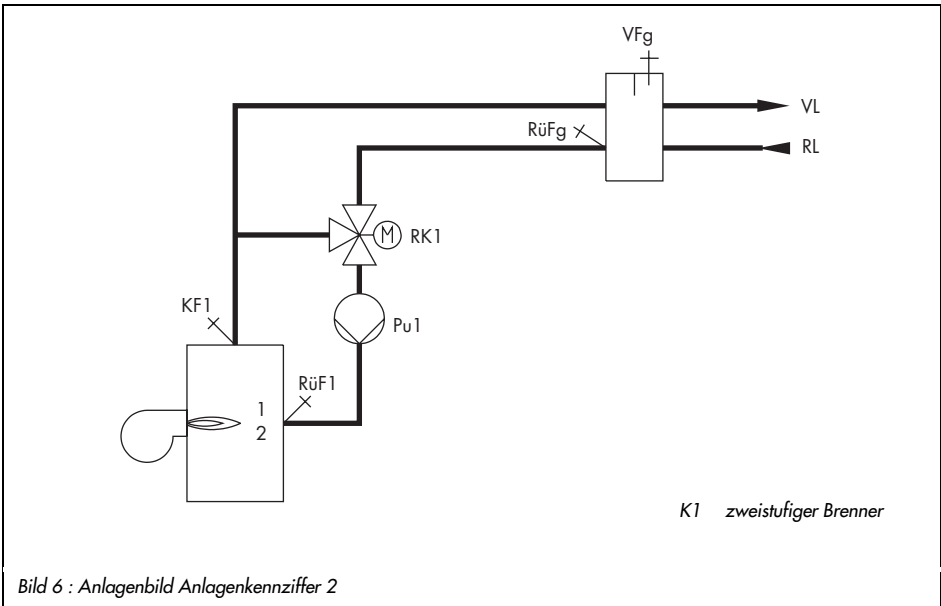 VFg
VL
RüFg
RL
M
RK1
KF1
Pu1
RüF1
1
2
K1 zweistufiger Brenner
Bild 6 : Anlagenbild Anlagenkennziffer 2